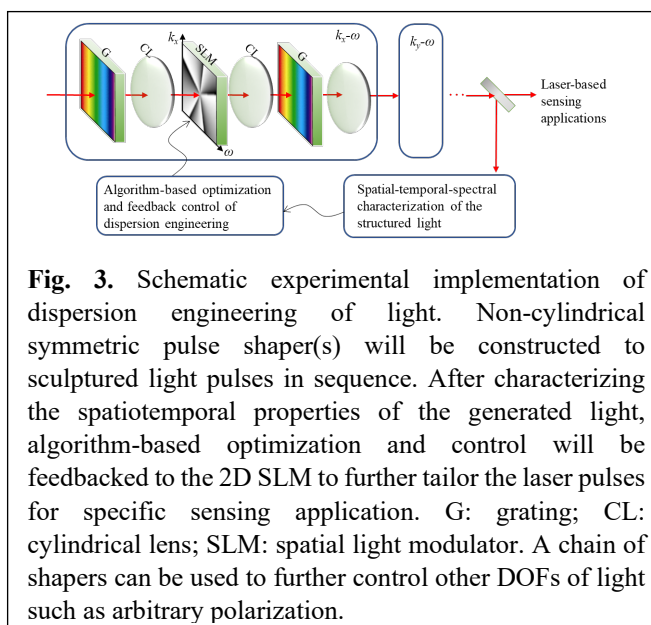 G CL k_x SLM CL G k_x-ω k_y-ω
...
ω
Laser-based
sensing
applications
Algorithm-based optimization
and feedback control of
dispersion engineering
Spatial-temporal-spectral
characterization of the
structured light
Fig. 3. Schematic experimental implementation of
dispersion engineering of light. Non-cylindrical
symmetric pulse shaper(s) will be constructed to
sculptured light pulses in sequence. After characterizing
the spatiotemporal properties of the generated light,
algorithm-based optimization and control will be
feedbacked to the 2D SLM to further tailor the laser pulses
for specific sensing application. G: grating; CL:
cylindrical lens; SLM: spatial light modulator. A chain of
shapers can be used to further control other DOFs of light
such as arbitrary polarization.